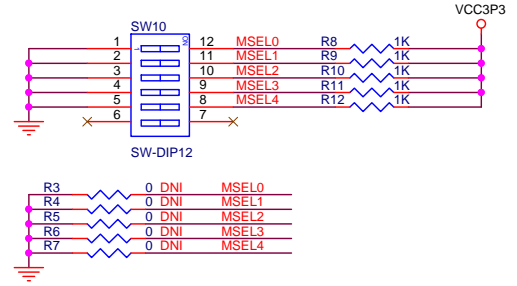 VCC3P3
SW10
1 1 ON 12 MSEL0 R8 1K
2 11 MSEL1 R9 1K
3 10 MSEL2 R10 1K
4 9 MSEL3 R11 1K
5 8 MSEL4 R12 1K
6 7
SW-DIP12
R3 0 DNI MSEL0
R4 0 DNI MSEL1
R5 0 DNI MSEL2
R6 0 DNI MSEL3
R7 0 DNI MSEL4